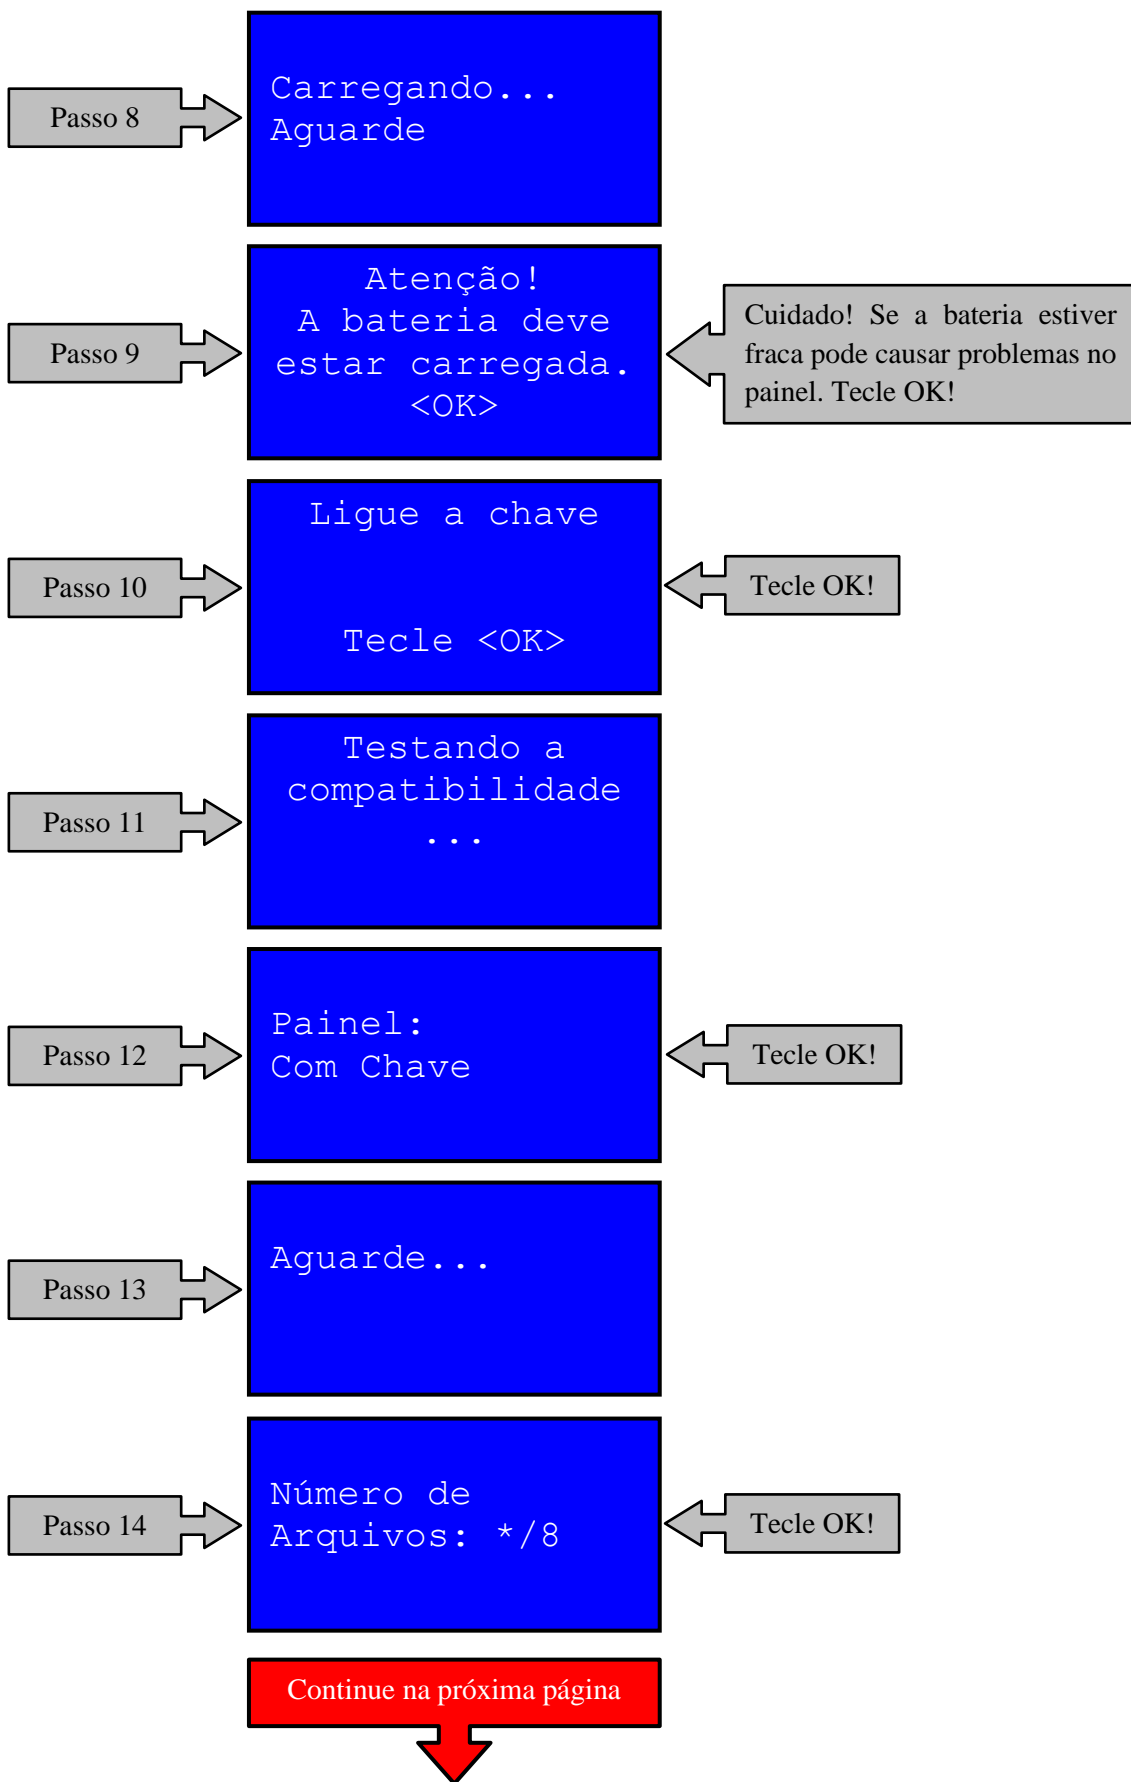 Passo 8
Carregando...
Aguarde
Passo 9
Atenção!
A bateria deve
estar carregada.
<OK>
Cuidado! Se a bateria estiver
fraca pode causar problemas no
painel. Tecle OK!
Passo 10
Ligue a chave
Tecle <OK>
Tecle OK!
Passo 11
Testando a
compatibilidade
...
Passo 12
Painel:
Com Chave
Tecle OK!
Passo 13
Aguarde...
Passo 14
Número de
Arquivos: */8
Tecle OK!
Continue na próxima página